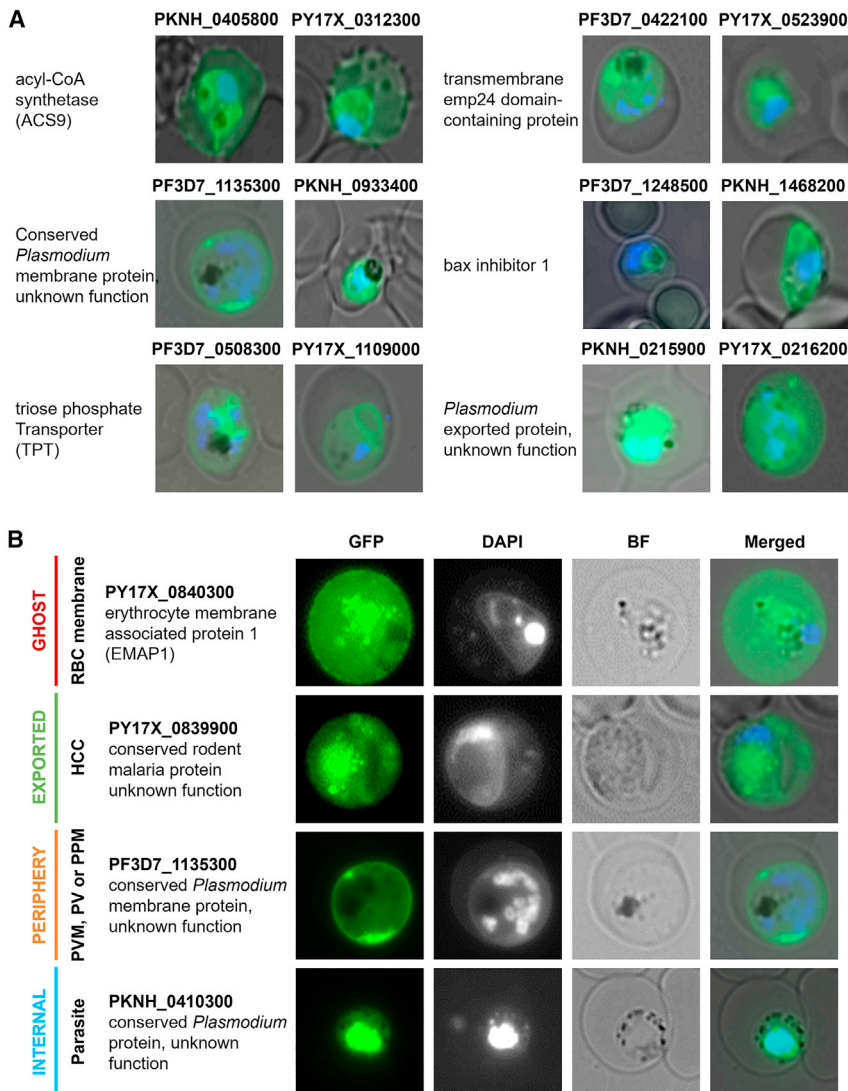 A
PKNH_0405800 PY17X_0312300
acyl-CoA
synthetase
(ACS9)
PF3D7_0422100 PY17X_0523900
transmembrane
emp24 domain-
containing protein
PF3D7_1135300 PKNH_0933400
Conserved
Plasmodium
membrane protein,
unknown function
PF3D7_1248500 PKNH_1468200
bax inhibitor 1
PF3D7_0508300 PY17X_1109000
triose phosphate
Transporter
(TPT)
PKNH_0215900 PY17X_0216200
Plasmodium
exported protein,
unknown function
B
GFP DAPI BF Merged
GHOST
RBC membrane
PY17X_0840300
erythrocyte membrane
associated protein 1
(EMAP1)
EXPORTED
HCC
PY17X_0839900
conserved rodent
malaria protein
unknown function
PERIPHERY
PVM, PV or PPM
PF3D7_1135300
conserved Plasmodium
membrane protein,
unknown function
INTERNAL
Parasite
PKNH_0410300
conserved Plasmodium
protein, unknown
function